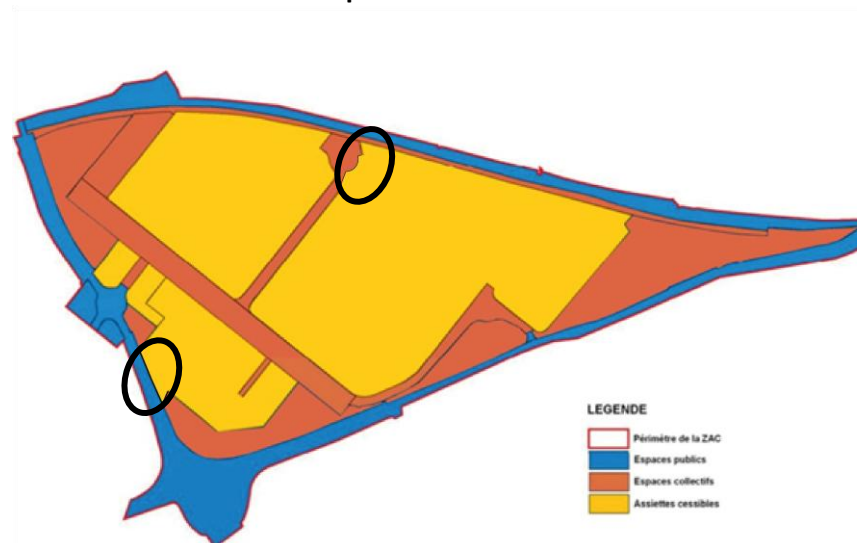 LEGENDE
Périmètre de la ZAC
Espaces publics
Espaces collectifs
Assiettes cessibles